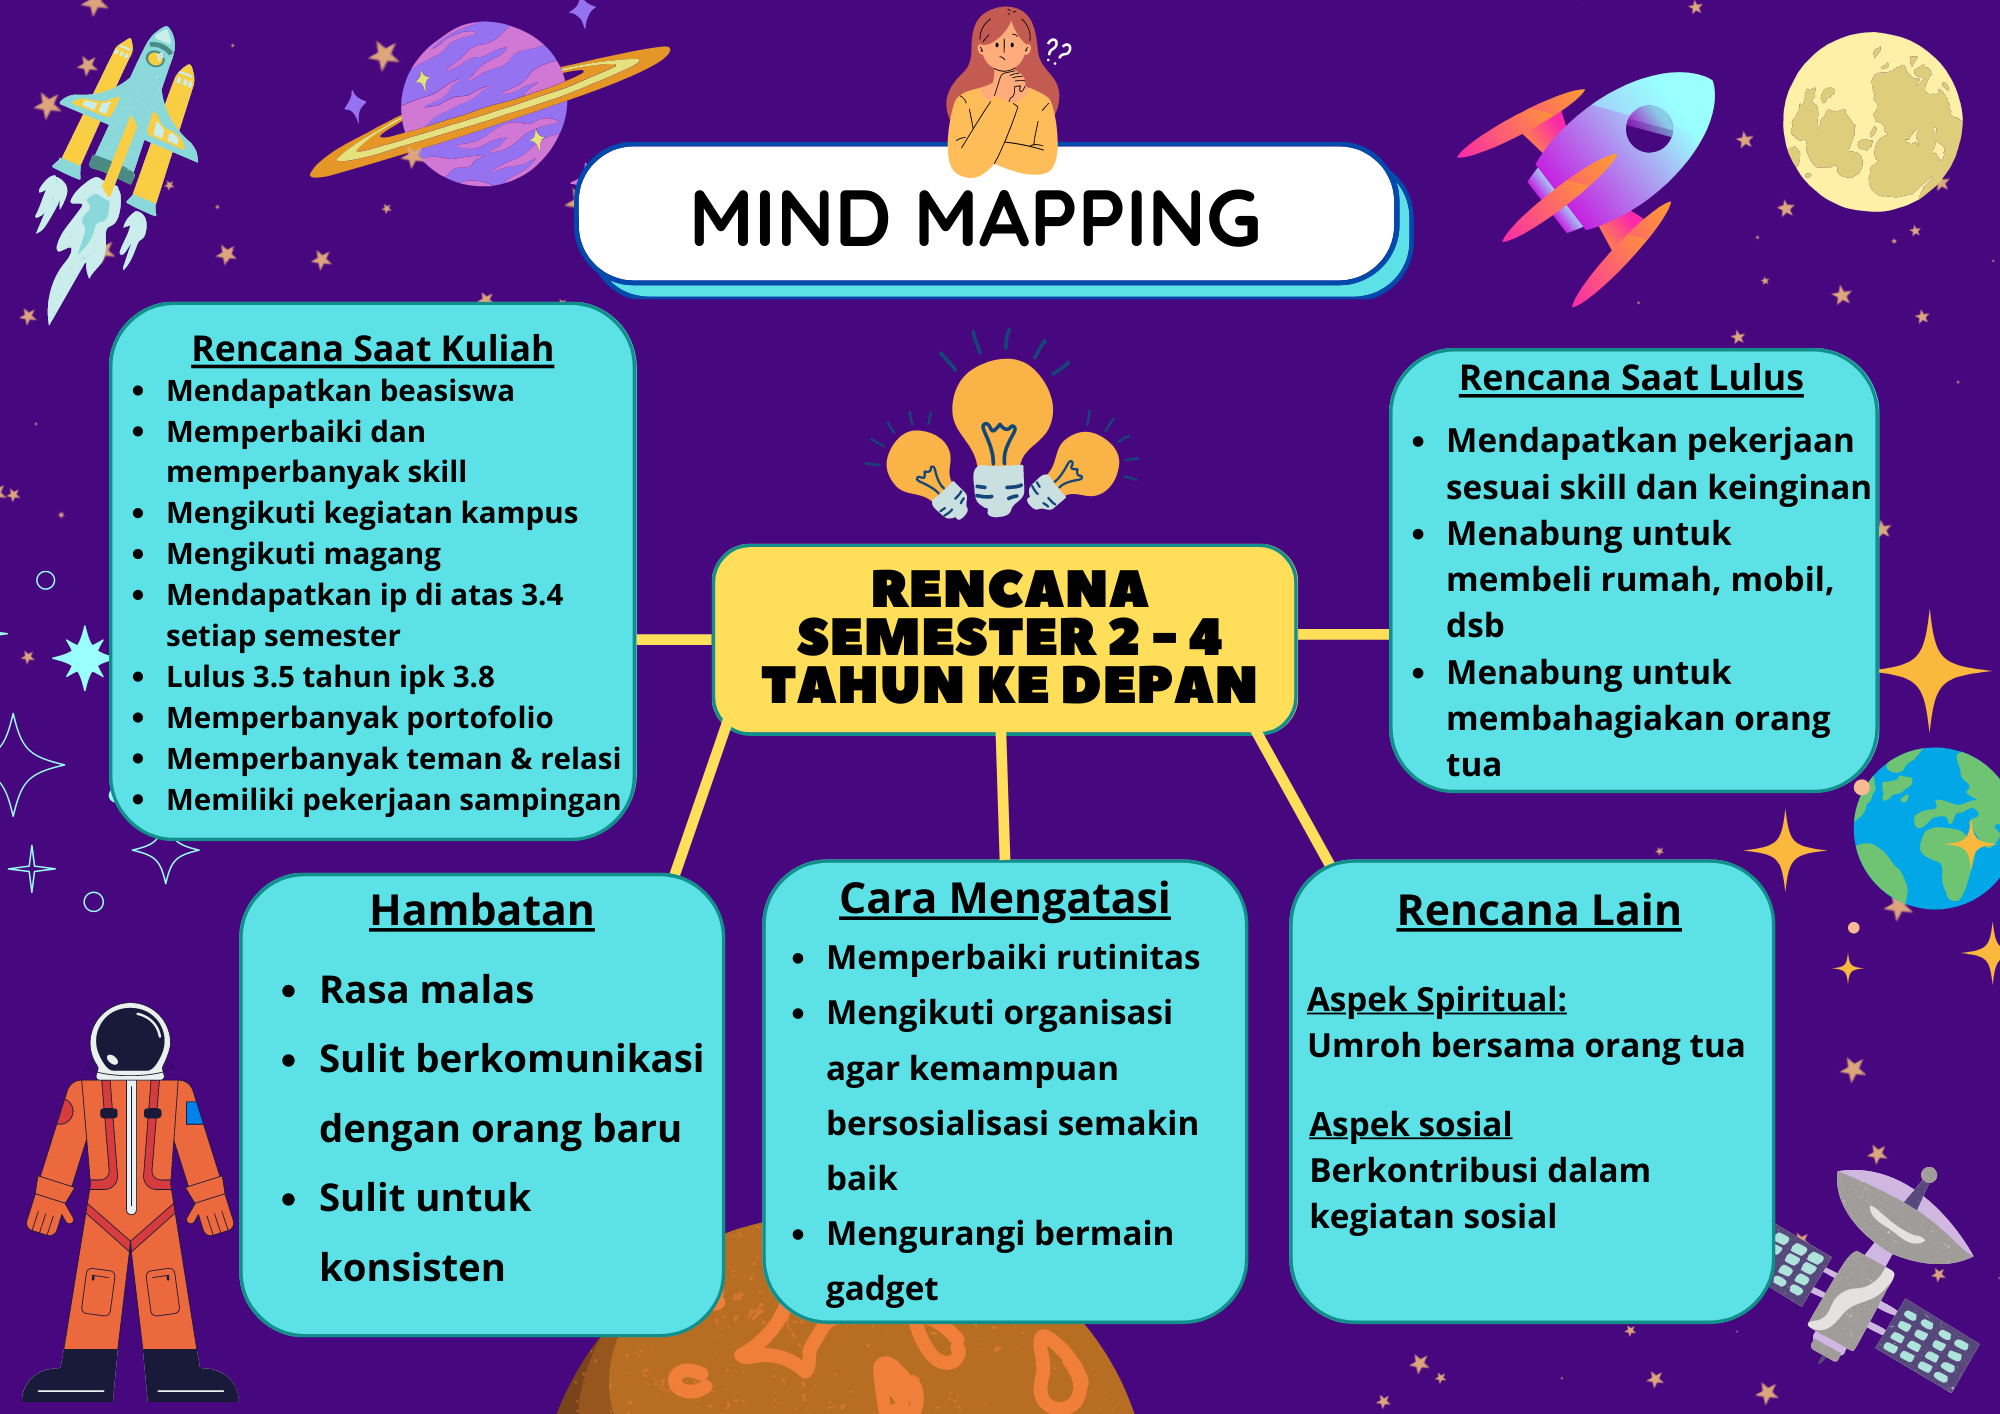 ??
MIND MAPPING
Rencana Saat Kuliah
• Mendapatkan beasiswa
• Memperbaiki dan
memperbanyak skill
• Mengikuti kegiatan kampus
• Mengikuti magang
• Mendapatkan ip di atas 3.4
setiap semester
• Lulus 3.5 tahun ipk 3.8
• Memperbanyak portofolio
• Memperbanyak teman & relasi
• Memiliki pekerjaan sampingan
RENCANA
SEMESTER 2 - 4
TAHUN KE DEPAN
Rencana Saat Lulus
• Mendapatkan pekerjaan
sesuai skill dan keinginan
• Menabung untuk
membeli rumah, mobil,
dsb
• Menabung untuk
membahagiakan orang
tua
Hambatan
• Rasa malas
• Sulit berkomunikasi
dengan orang baru
• Sulit untuk
konsisten
Cara Mengatasi
• Memperbaiki rutinitas
• Mengikuti organisasi
agar kemampuan
bersosialisasi semakin
baik
• Mengurangi bermain
gadget
Rencana Lain
Aspek Spiritual:
Umroh bersama orang tua
Aspek sosial
Berkontribusi dalam
kegiatan sosial